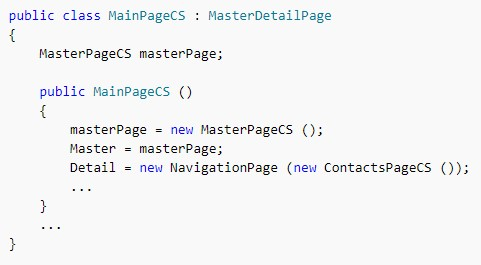 public class MainPageCS : MasterDetailPage
{
    MasterPageCS masterPage;

    public MainPageCS ()
    {
        masterPage = new MasterPageCS ();
        Master = masterPage;
        Detail = new NavigationPage (new ContactsPageCS ());
        ...
    }
    ...
}